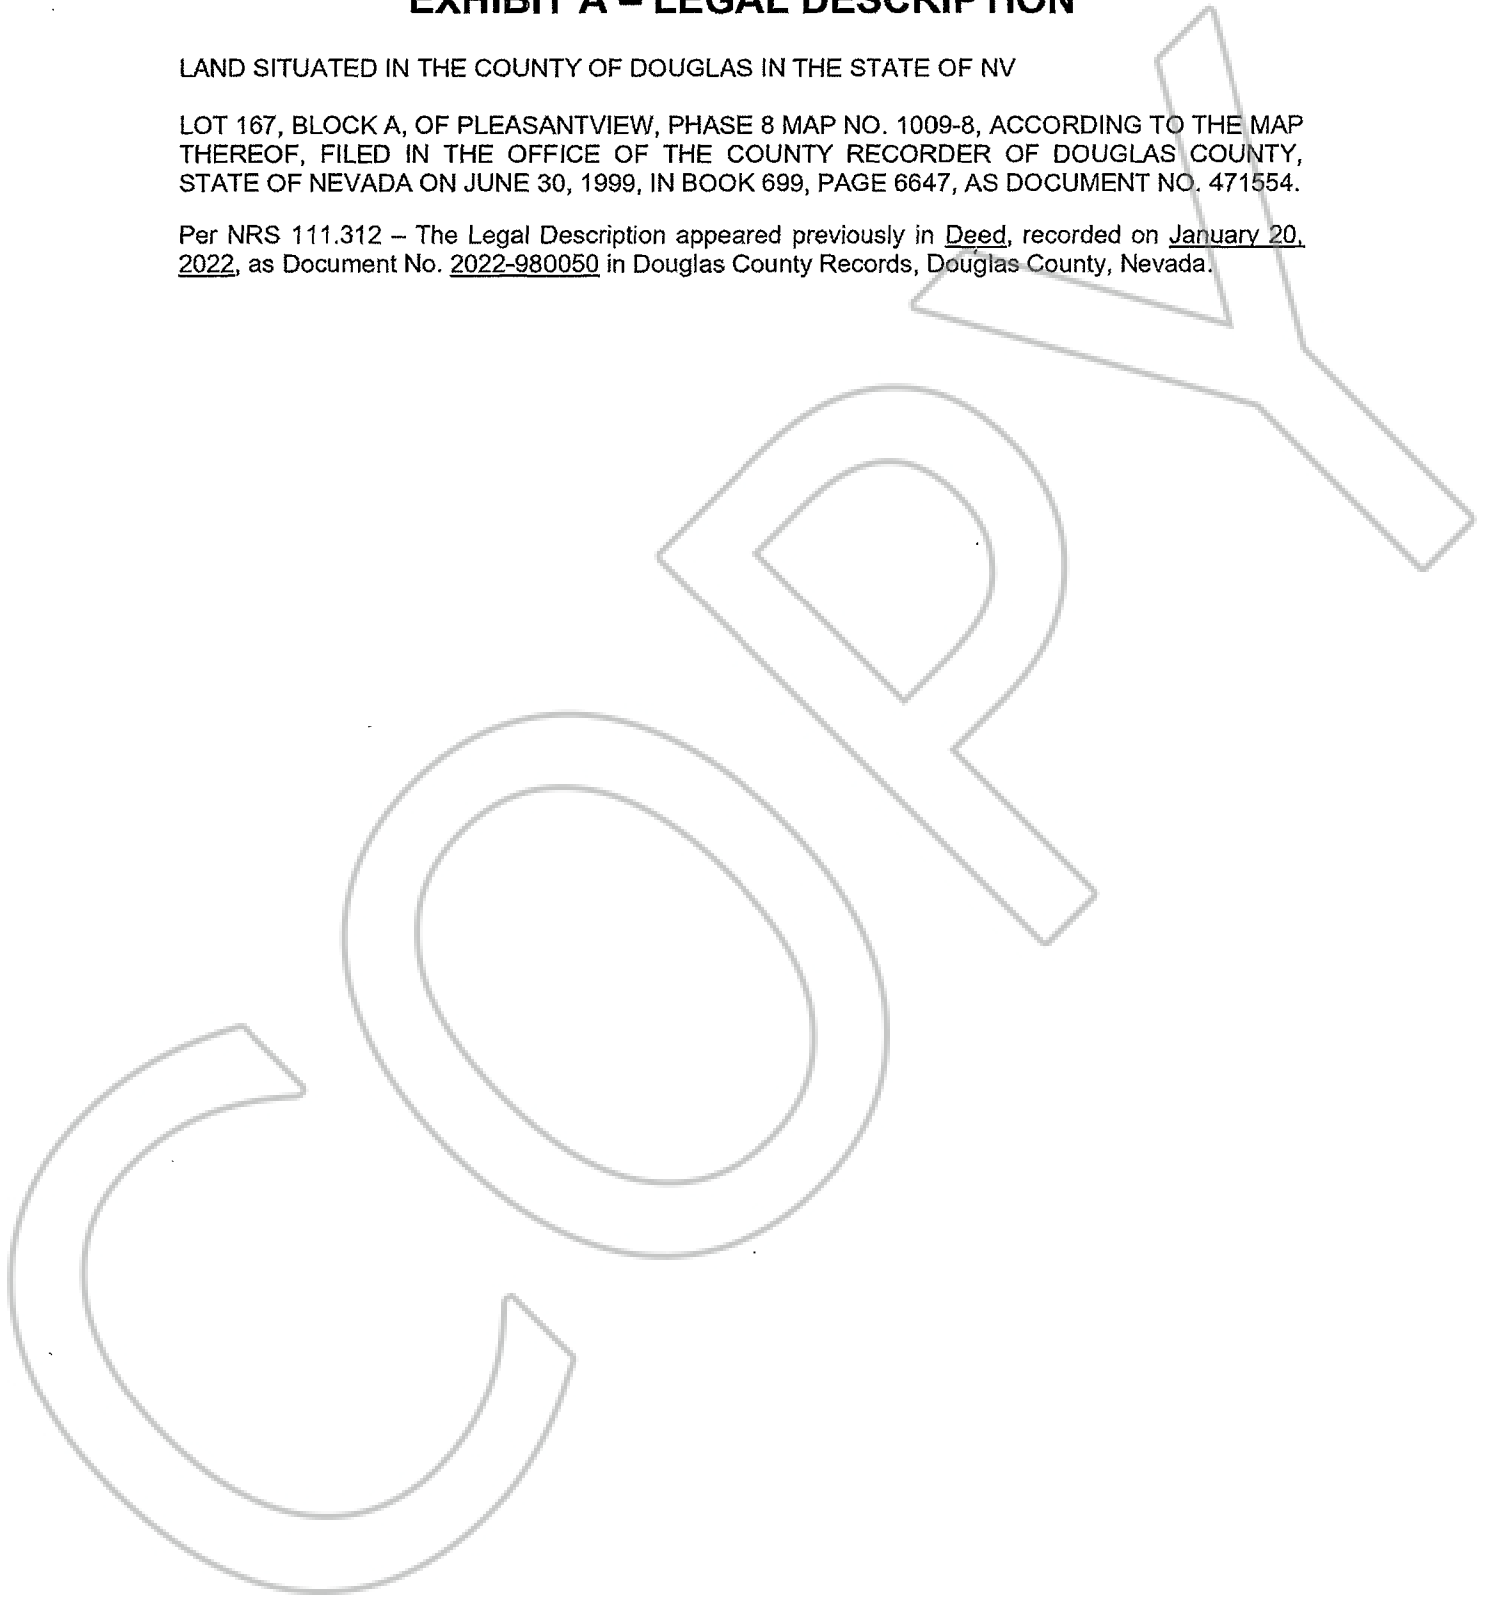 EXHIBIT A – LEGAL DESCRIPTION
LAND SITUATED IN THE COUNTY OF DOUGLAS IN THE STATE OF NV
LOT 167, BLOCK A, OF PLEASANTVIEW, PHASE 8 MAP NO. 1009-8, ACCORDING TO THE MAP
THEREOF, FILED IN THE OFFICE OF THE COUNTY RECORDER OF DOUGLAS COUNTY,
STATE OF NEVADA ON JUNE 30, 1999, IN BOOK 699, PAGE 6647, AS DOCUMENT NO. 471554.
Per NRS 111.312 – The Legal Description appeared previously in Deed, recorded on January 20,
2022, as Document No. 2022-980050 in Douglas County Records, Douglas County, Nevada.
COPY